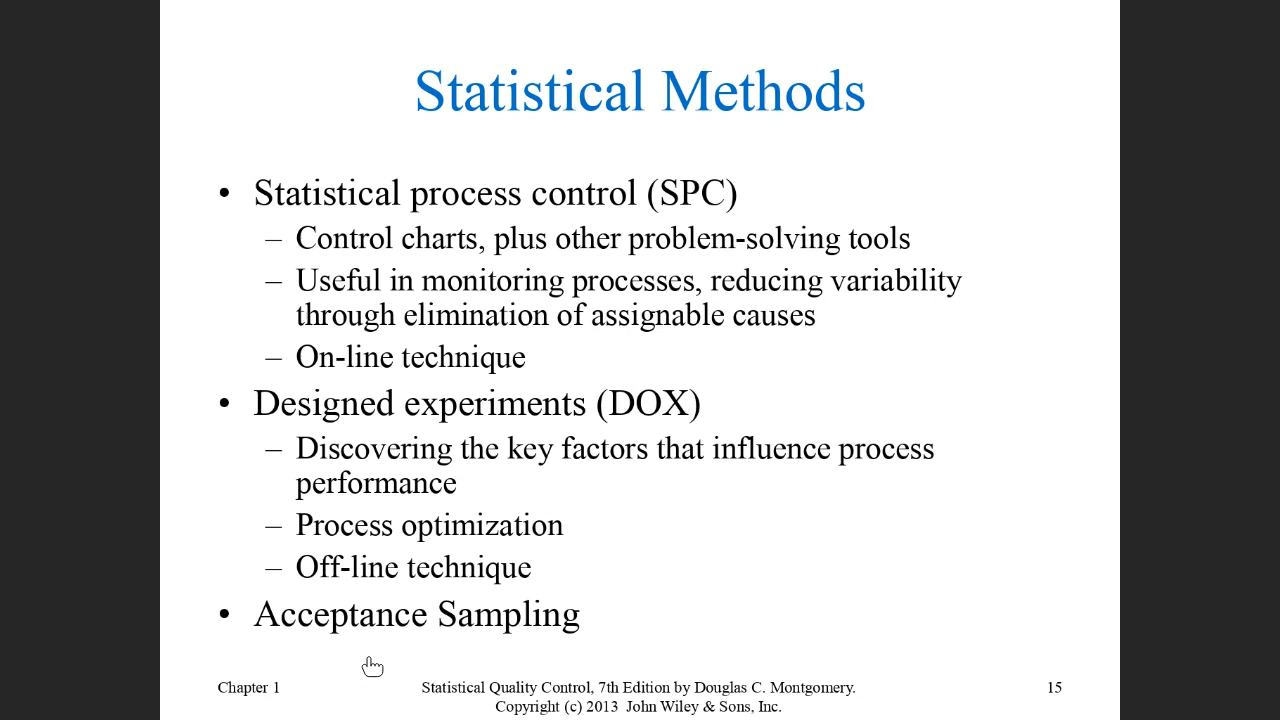 Statistical Methods
• Statistical process control (SPC)
– Control charts, plus other problem-solving tools
– Useful in monitoring processes, reducing variability
through elimination of assignable causes
– On-line technique
• Designed experiments (DOX)
– Discovering the key factors that influence process
performance
– Process optimization
– Off-line technique
• Acceptance Sampling
Chapter 1
Statistical Quality Control, 7th Edition by Douglas C. Montgomery.
Copyright (c) 2013  John Wiley & Sons, Inc.
15